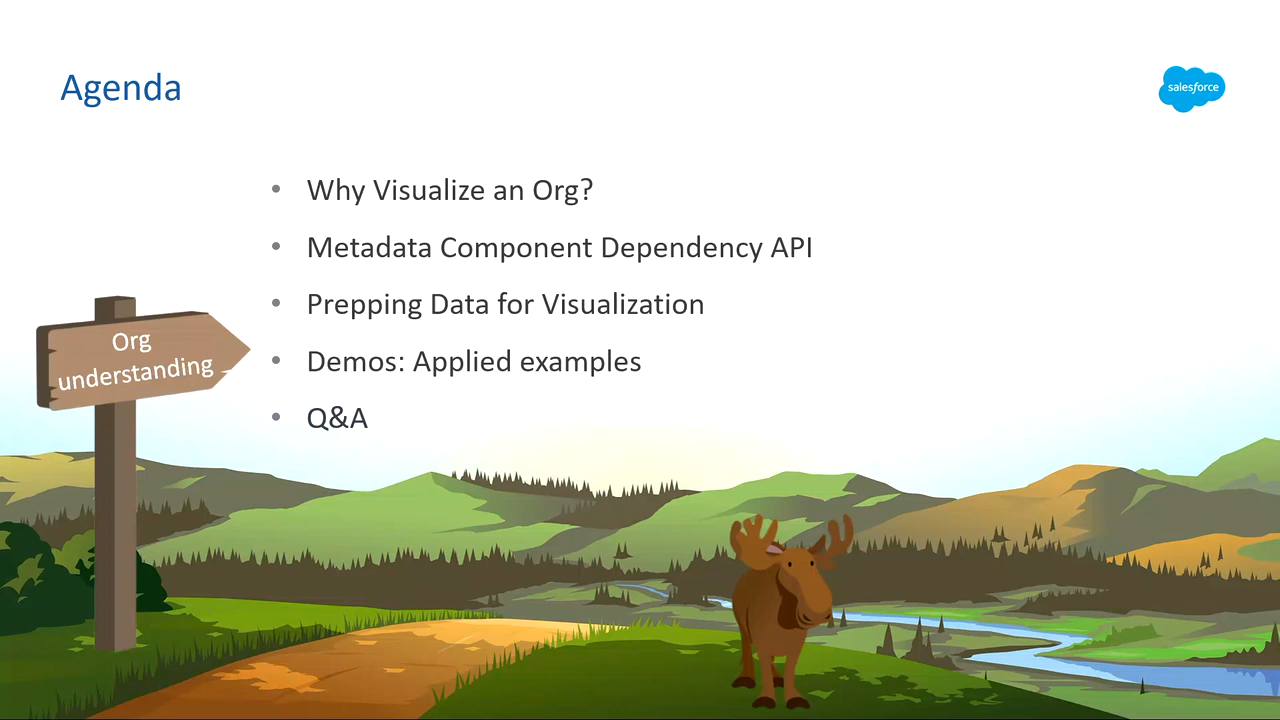 Agenda
salesforce
Why Visualize an Org?
Metadata Component Dependency API
Prepping Data for Visualization
Demos: Applied examples
Q&A
Org
understanding